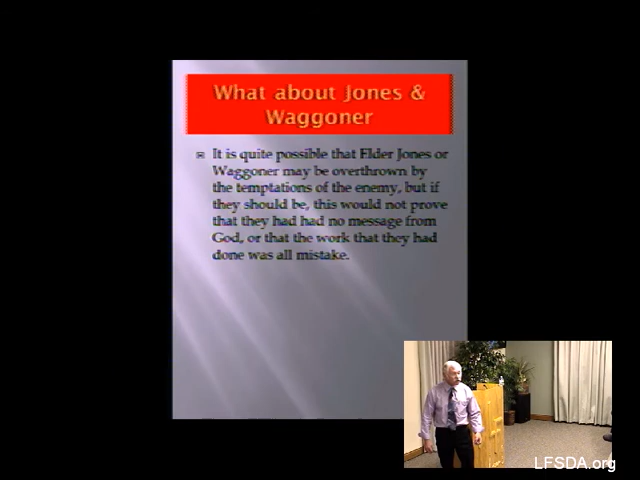 What about Jones &
Waggoner
It is quite possible that Elder Jones or
Waggoner may be overthrown by
the temptations of the enemy, but if
they should be, this would not prove
that they had had no message from
God, or that the work that they had
done was all mistake.
LFSDA.org